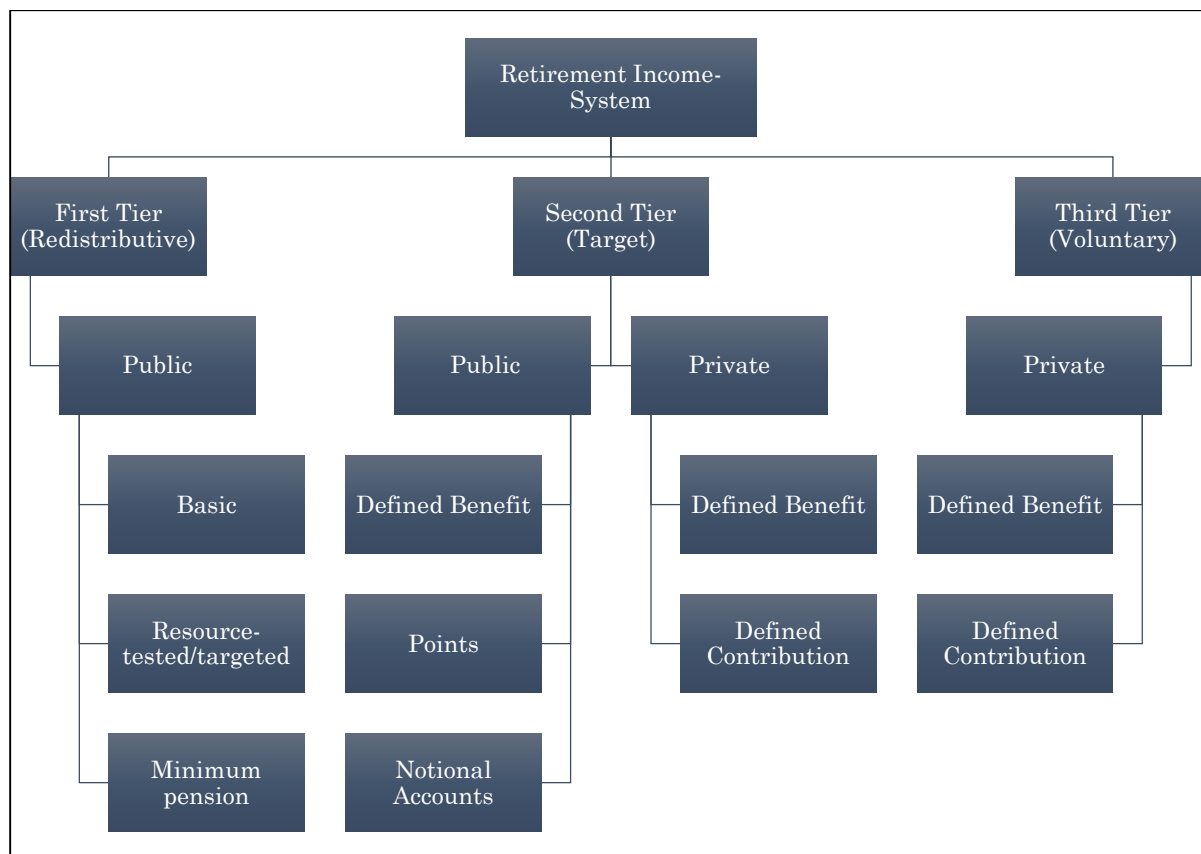 Retirement Income-
System
First Tier
(Redistributive)
Second Tier
(Target)
Third Tier
(Voluntary)
Public
Public
Private
Private
Basic
Defined Benefit
Defined Benefit
Defined Benefit
Resource-
tested/targeted
Points
Defined
Contribution
Defined
Contribution
Minimum
pension
Notional
Accounts